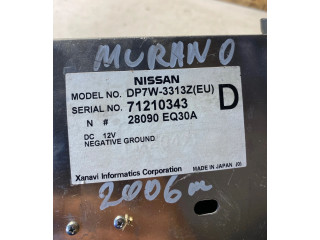 MURANO
NISSAN
MODEL NO. DP7W-3313Z(EU)
SERIAL NO. 71210343 D
N # 28090 EQ30A
DC 12V
NEGATIVE GROUND
Xanavi Informatics Corporation MADE IN JAPAN
2006m